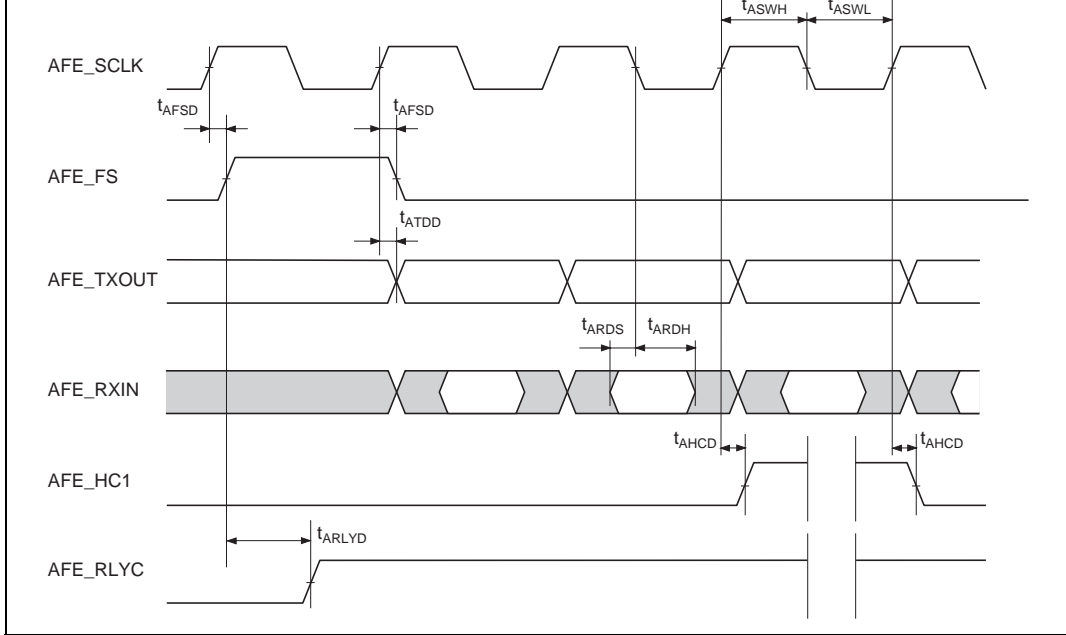 tASWH tASWL
AFE_SCLK
tAFSD tAFSD
AFE_FS
tATDD
AFE_TXOUT
tARDS tARDH
AFE_RXIN
tAHCD tAHCD
AFE_HC1
tARLYD
AFE_RLYC